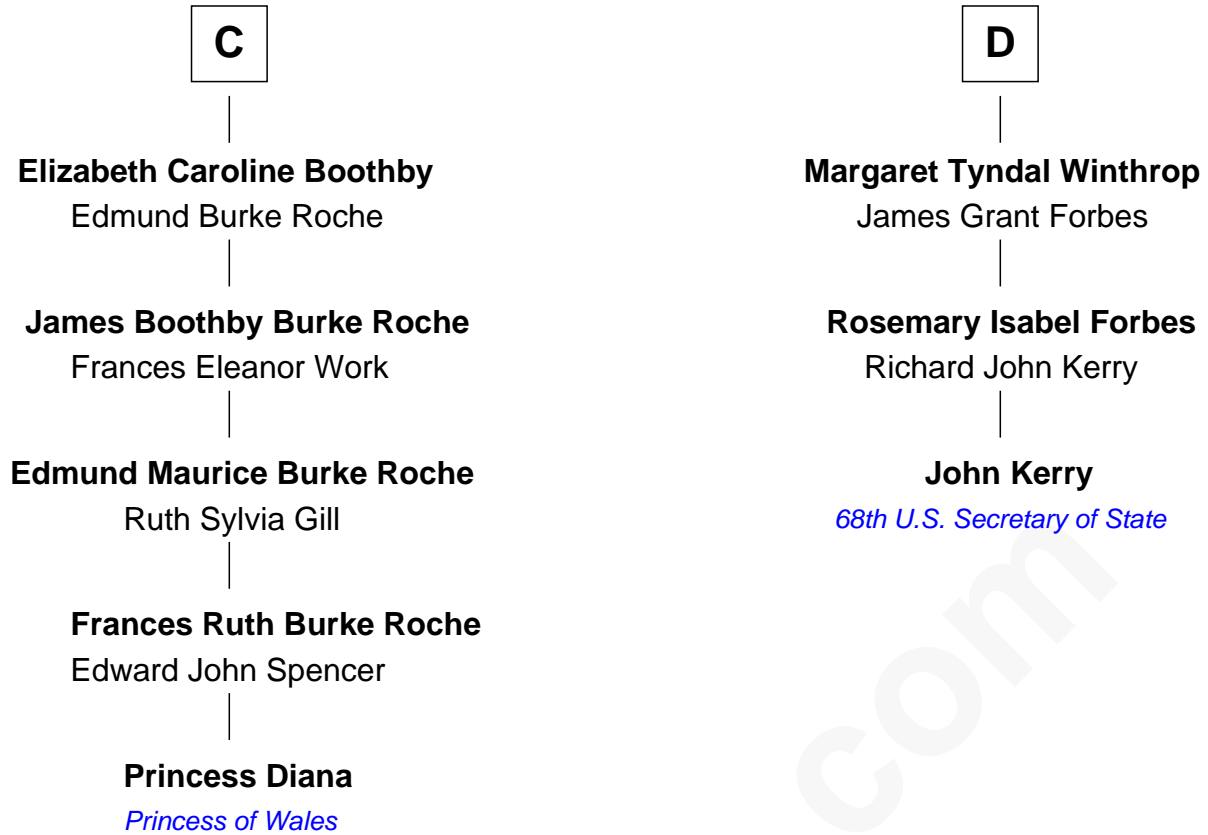 C
Elizabeth Caroline Boothby
Edmund Burke Roche
James Boothby Burke Roche
Frances Eleanor Work
Edmund Maurice Burke Roche
Ruth Sylvia Gill
Frances Ruth Burke Roche
Edward John Spencer
Princess Diana
Princess of Wales
D
Margaret Tyndal Winthrop
James Grant Forbes
Rosemary Isabel Forbes
Richard John Kerry
John Kerry
68th U.S. Secretary of State
com